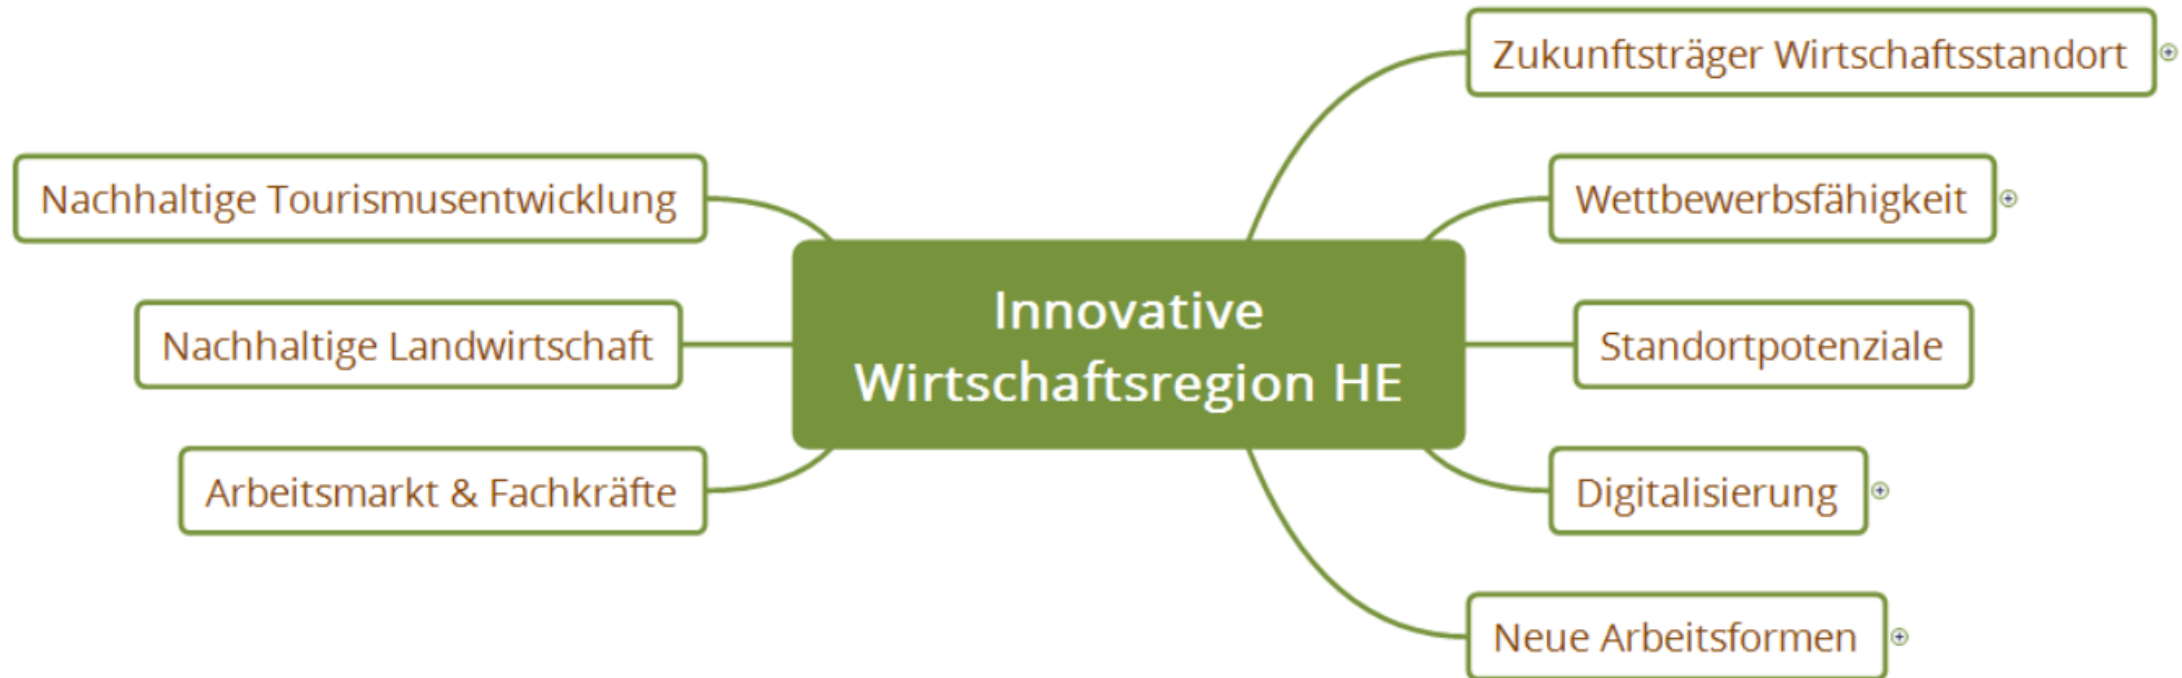 Zukunftsträger Wirtschaftsstandort
Nachhaltige Tourismusentwicklung
Wettbewerbsfähigkeit
Innovative
Wirtschaftsregion HE
Nachhaltige Landwirtschaft
Standortpotenziale
Arbeitsmarkt & Fachkräfte
Digitalisierung
Neue Arbeitsformen